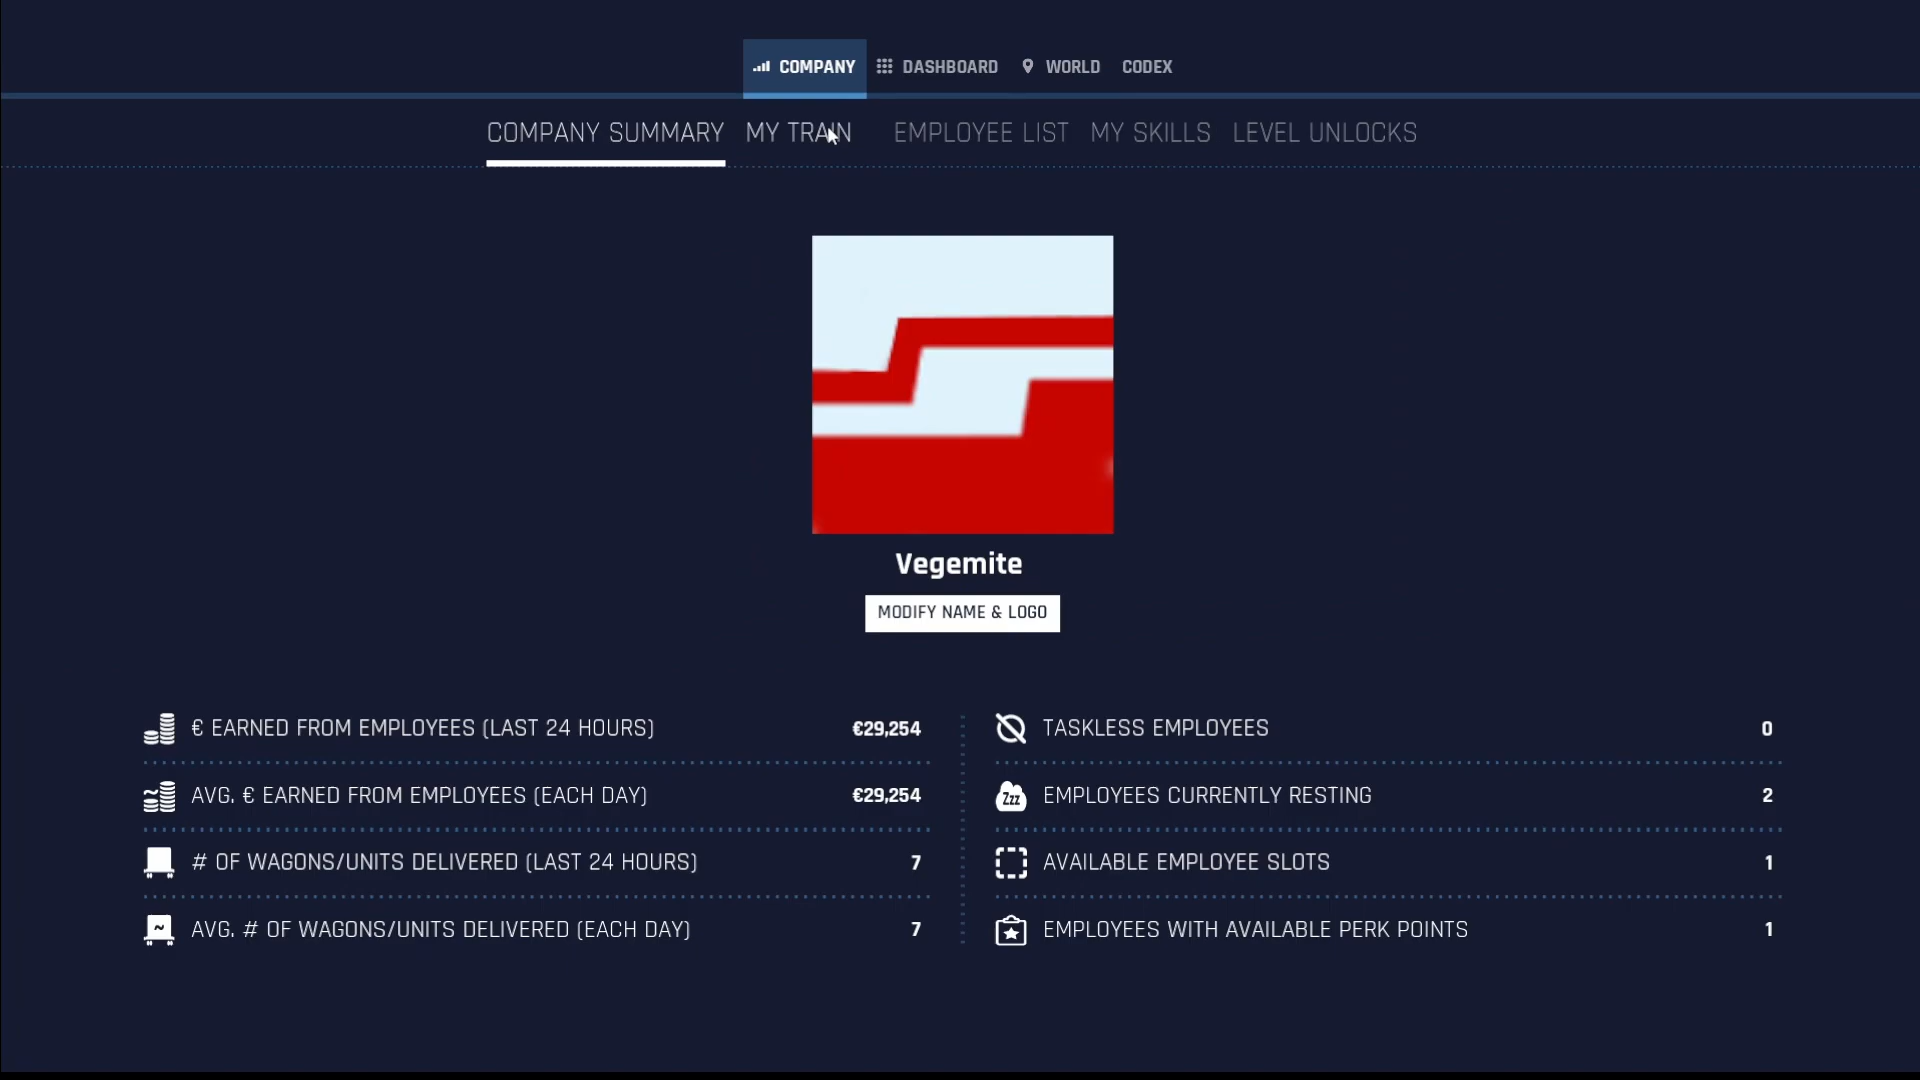 COMPANY DASHBOARD WORLD CODEX
COMPANY SUMMARY MY TRAIN EMPLOYEE LIST MY SKILLS LEVEL UNLOCKS
Vegemite
MODIFY NAME & LOGO
€ EARNED FROM EMPLOYEES (LAST 24 HOURS) €29,254
AVG. € EARNED FROM EMPLOYEES (EACH DAY) €29,254
# OF WAGONS/UNITS DELIVERED (LAST 24 HOURS) 7
AVG. # OF WAGONS/UNITS DELIVERED (EACH DAY) 7
TASKLESS EMPLOYEES 0
Zzz EMPLOYEES CURRENTLY RESTING 2
AVAILABLE EMPLOYEE SLOTS 1
EMPLOYEES WITH AVAILABLE PERK POINTS 1